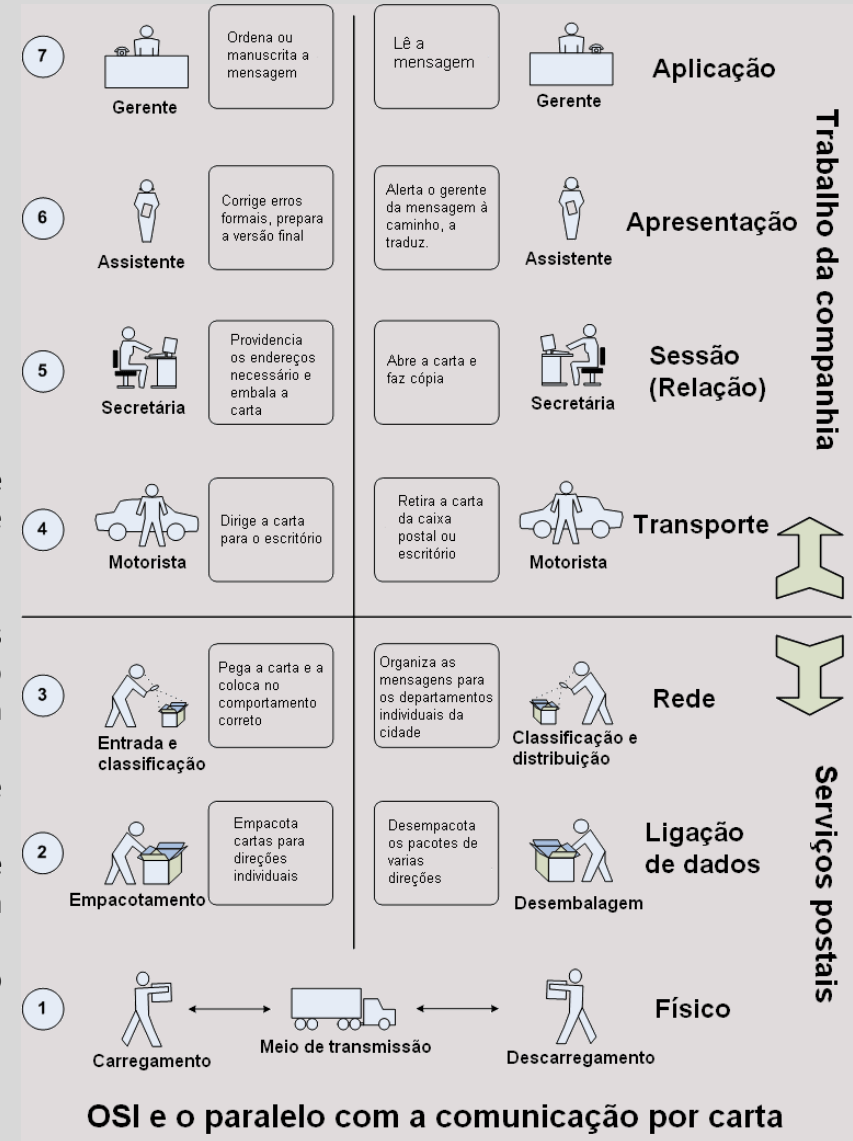 7
Gerente
Ordena ou
manuscrita a
mensagem
Lê a
mensagem
Gerente
Aplicação
6
Assistente
Corrige erros
formais, prepara
a versão final
Alerta o gerente
da mensagem à
caminho, a
traduz.
Assistente
Apresentação
5
Secretária
Providencia
os endereços
necessário e
embala a
carta
Abre a carta e
faz cópia
Secretária
Sessão
(Relação)
Trabalho da companhia
4
Motorista
Dirige a carta
para o escritório
Retira a carta
da caixa
postal ou
escritório
Motorista
Transporte
3
Entrada e
classificação
Pega a carta e a
coloca no
comportamento
correto
Organiza as
mensagens para
os departamentos
individuais da
cidade
Classificação e
distribuição
Rede
2
Empacotamento
Empacota
cartas para
direções
individuais
Desempacota
os pacotes de
varias
direções
Desembalagem
Ligação
de dados
Serviços postais
1
Carregamento
Meio de transmissão
Descarregamento
Físico
OSI e o paralelo com a comunicação por carta